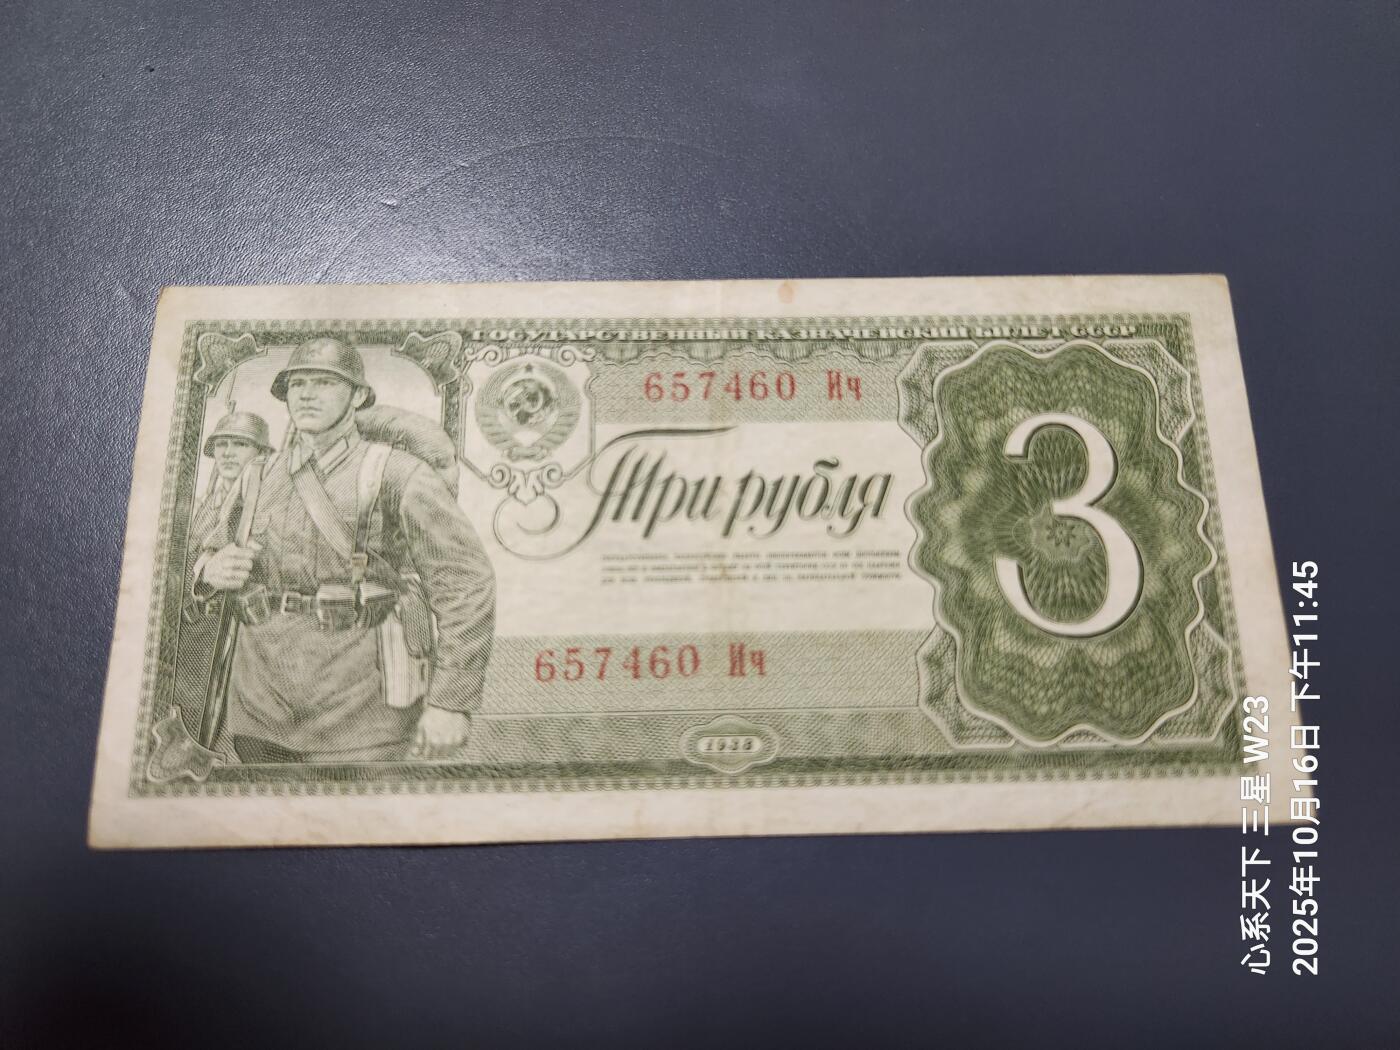 ГОСУДАРСТВЕННЫЙ КАЗНАЧЕЙСКИЙ БИЛЕТ СССР
657460 Ич
Три рубля
3
657460 Ич
1938
心系天下 三星 W23
2025年10月16日 下午11:45